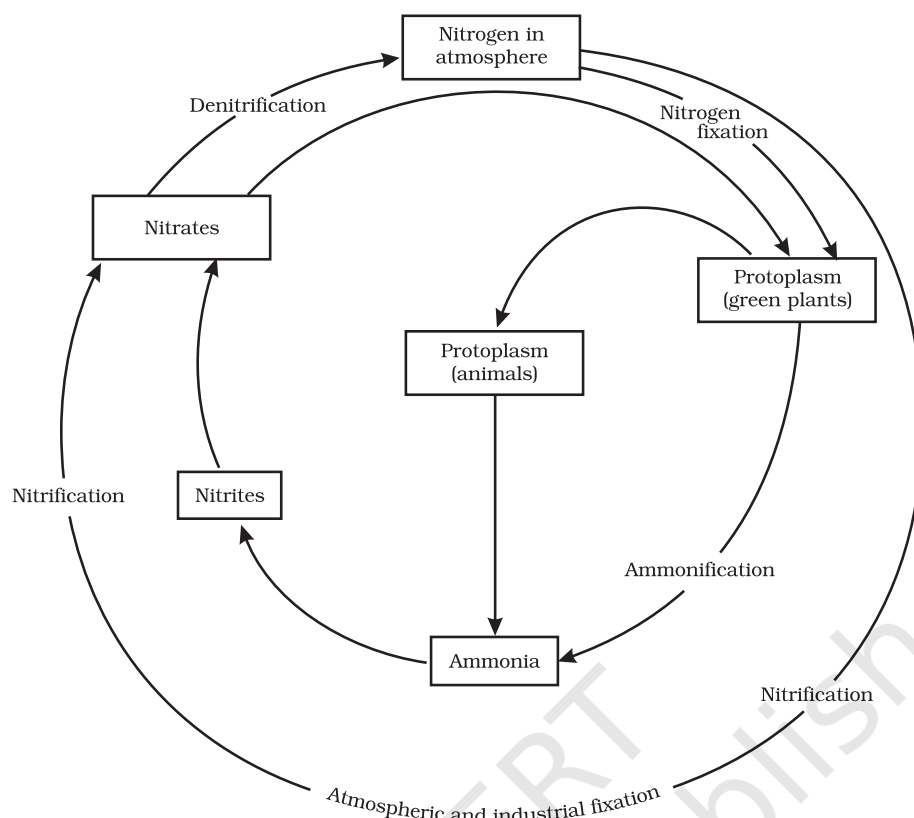 Nitrogen in
atmosphere
Denitrification
Nitrogen
fixation
Nitrates
Protoplasm
(green plants)
Protoplasm
(animals)
Nitrification
Nitrites
Ammonification
Ammonia
Nitrification
Atmospheric and industrial fixation